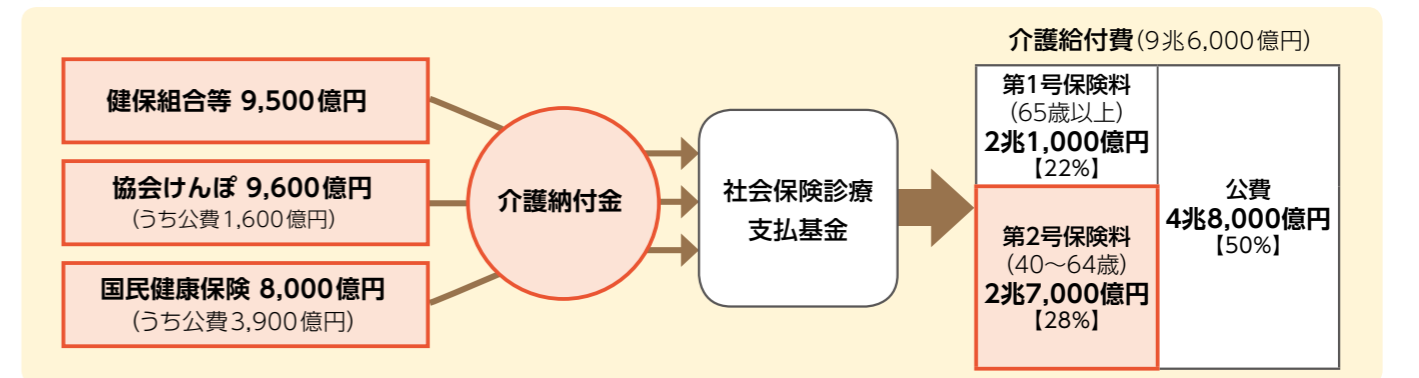 健保組合等 9,500億円
協会けんぽ 9,600億円
(うち公費1,600億円)
国民健康保険 8,000億円
(うち公費3,900億円)
介護納付金
社会保険診療
支払基金
介護給付費(9兆6,000億円)
第1号保険料
(65歳以上)
2兆1,000億円
【22%】
第2号保険料
(40～64歳)
2兆7,000億円
【28%】
公費
4兆8,000億円
【50%】